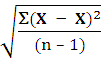 √(Σ(X − X)²
(n − 1)